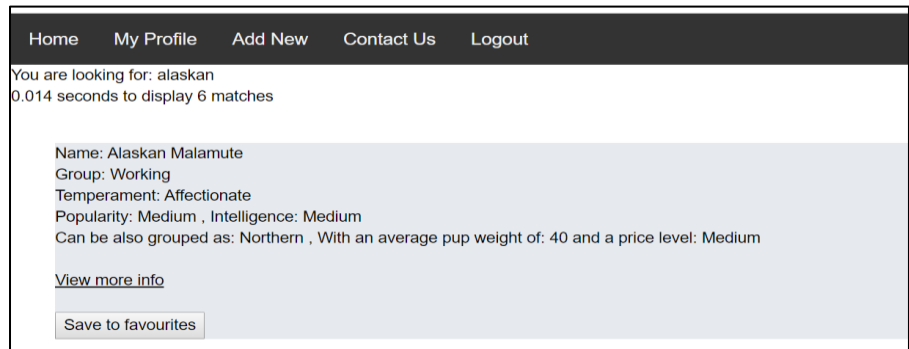 Home My Profile Add New Contact Us Logout
You are looking for: alaskan
0.014 seconds to display 6 matches
Name: Alaskan Malamute
Group: Working
Temperament: Affectionate
Popularity: Medium , Intelligence: Medium
Can be also grouped as: Northern , With an average pup weight of: 40 and a price level: Medium
View more info
Save to favourites